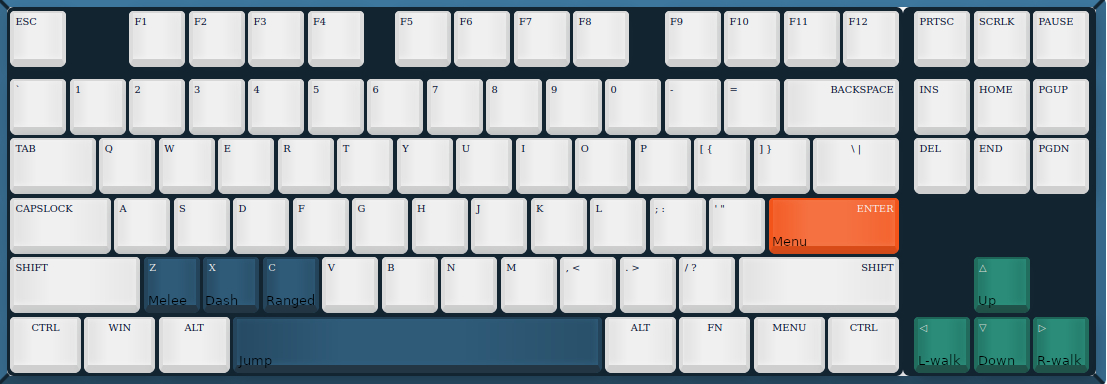 ESC F1 F2 F3 F4 F5 F6 F7 F8 F9 F10 F11 F12 PRTSC SCRLK PAUSE
` 1 2 3 4 5 6 7 8 9 0 - = BACKSPACE INS HOME PGUP
TAB Q W E R T Y U I O P [ { ] } \ | DEL END PGDN
CAPSLOCK A S D F G H J K L ; : ' " ENTER
Menu
SHIFT Z X C V B N M , < . > / ? SHIFT △
Melee Dash Ranged Up
CTRL WIN ALT ALT FN MENU CTRL ◁ ▽ ▷
Jump L-walk Down R-walk